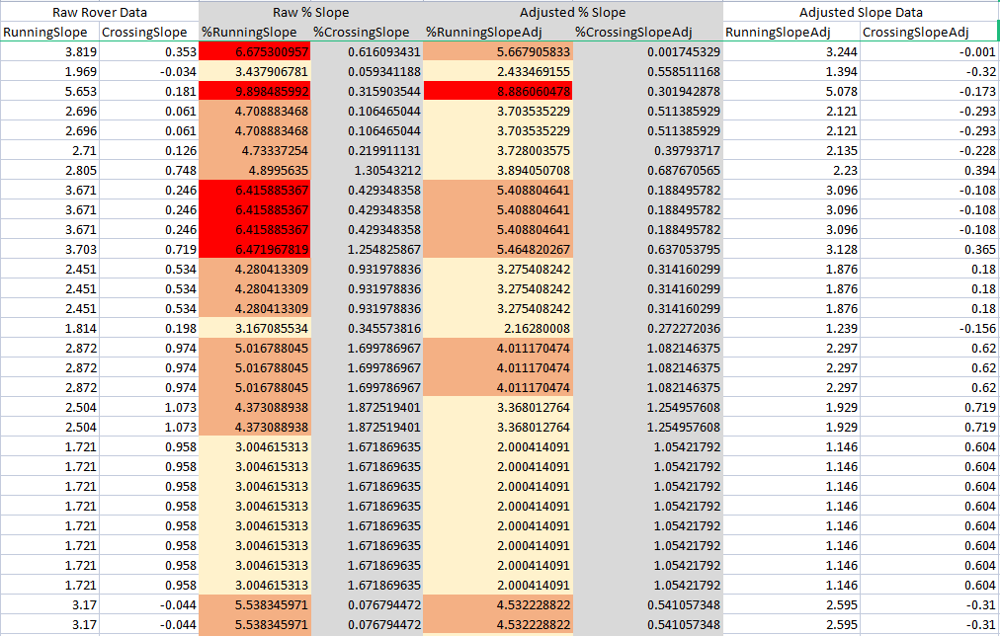 Raw Rover Data Raw % Slope Adjusted % Slope Adjusted Slope Data
RunningSlope CrossingSlope %RunningSlope %CrossingSlope %RunningSlopeAdj %CrossingSlopeAdj RunningSlopeAdj CrossingSlopeAdj
3.819 0.353 6.675300957 0.616093431 5.667905833 0.001745329 3.244 -0.001
1.969 -0.034 3.437906781 0.059341188 2.433469155 0.558511168 1.394 -0.32
5.653 0.181 9.898485992 0.315903544 8.886060478 0.301942878 5.078 -0.173
2.696 0.061 4.708883468 0.106465044 3.703535229 0.511385929 2.121 -0.293
2.696 0.061 4.708883468 0.106465044 3.703535229 0.511385929 2.121 -0.293
2.71 0.126 4.73337254 0.219911131 3.728003575 0.39793717 2.135 -0.228
2.805 0.748 4.8995635 1.30543212 3.894050708 0.687670565 2.23 0.394
3.671 0.246 6.415885367 0.429348358 5.408804641 0.188495782 3.096 -0.108
3.671 0.246 6.415885367 0.429348358 5.408804641 0.188495782 3.096 -0.108
3.671 0.246 6.415885367 0.429348358 5.408804641 0.188495782 3.096 -0.108
3.703 0.719 6.471967819 1.254825867 5.464820267 0.637053795 3.128 0.365
2.451 0.534 4.280413309 0.931978836 3.275408242 0.314160299 1.876 0.18
2.451 0.534 4.280413309 0.931978836 3.275408242 0.314160299 1.876 0.18
2.451 0.534 4.280413309 0.931978836 3.275408242 0.314160299 1.876 0.18
1.814 0.198 3.167085534 0.345573816 2.16280008 0.272272036 1.239 -0.156
2.872 0.974 5.016788045 1.699786967 4.011170474 1.082146375 2.297 0.62
2.872 0.974 5.016788045 1.699786967 4.011170474 1.082146375 2.297 0.62
2.872 0.974 5.016788045 1.699786967 4.011170474 1.082146375 2.297 0.62
2.504 1.073 4.373088938 1.872519401 3.368012764 1.254957608 1.929 0.719
2.504 1.073 4.373088938 1.872519401 3.368012764 1.254957608 1.929 0.719
1.721 0.958 3.004615313 1.671869635 2.000414091 1.05421792 1.146 0.604
1.721 0.958 3.004615313 1.671869635 2.000414091 1.05421792 1.146 0.604
1.721 0.958 3.004615313 1.671869635 2.000414091 1.05421792 1.146 0.604
1.721 0.958 3.004615313 1.671869635 2.000414091 1.05421792 1.146 0.604
1.721 0.958 3.004615313 1.671869635 2.000414091 1.05421792 1.146 0.604
1.721 0.958 3.004615313 1.671869635 2.000414091 1.05421792 1.146 0.604
1.721 0.958 3.004615313 1.671869635 2.000414091 1.05421792 1.146 0.604
1.721 0.958 3.004615313 1.671869635 2.000414091 1.05421792 1.146 0.604
3.17 -0.044 5.538345971 0.076794472 4.532228822 0.541057348 2.595 -0.31
3.17 -0.044 5.538345971 0.076794472 4.532228822 0.541057348 2.595 -0.31